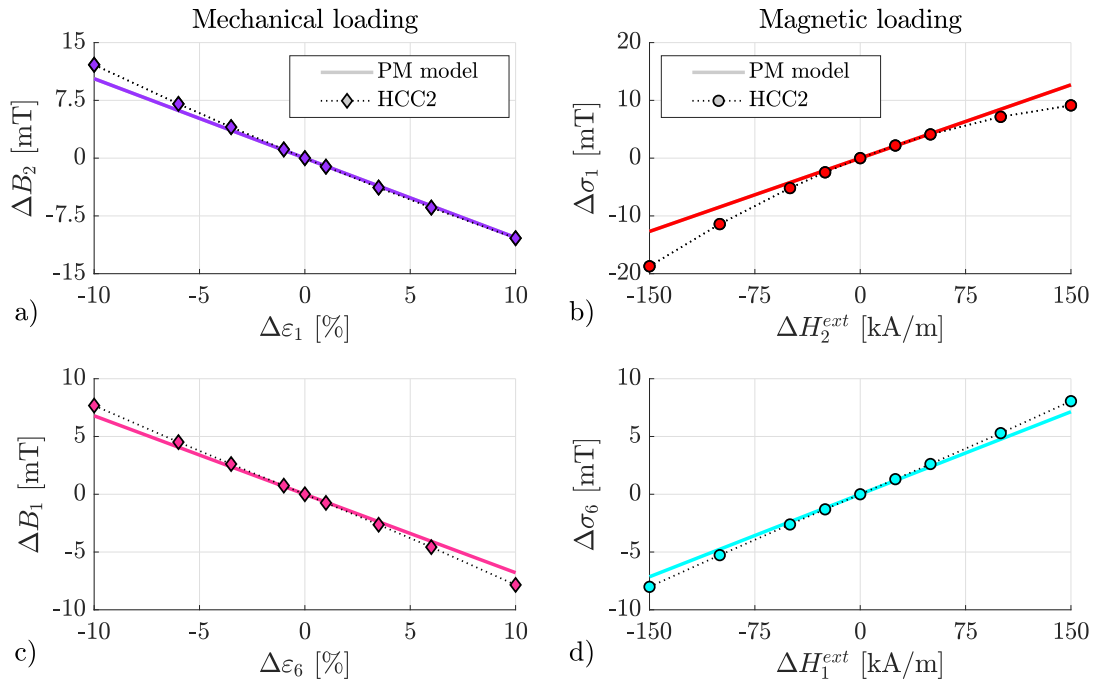 Mechanical loading
15
7.5
0
-7.5
-15
ΔB₂ [mT]
PM model
HCC2
-10
-5
0
5
10
Δε₁ [%]
a)
Magnetic loading
20
10
0
-10
-20
Δσ₁ [mT]
PM model
HCC2
-150
-75
0
75
150
ΔH₂ᵉˣᵗ [kA/m]
b)
10
5
0
-5
-10
ΔB₁ [mT]
-10
-5
0
5
10
Δε₆ [%]
c)
10
5
0
-5
-10
Δσ₆ [mT]
-150
-75
0
75
150
ΔH₁ᵉˣᵗ [kA/m]
d)